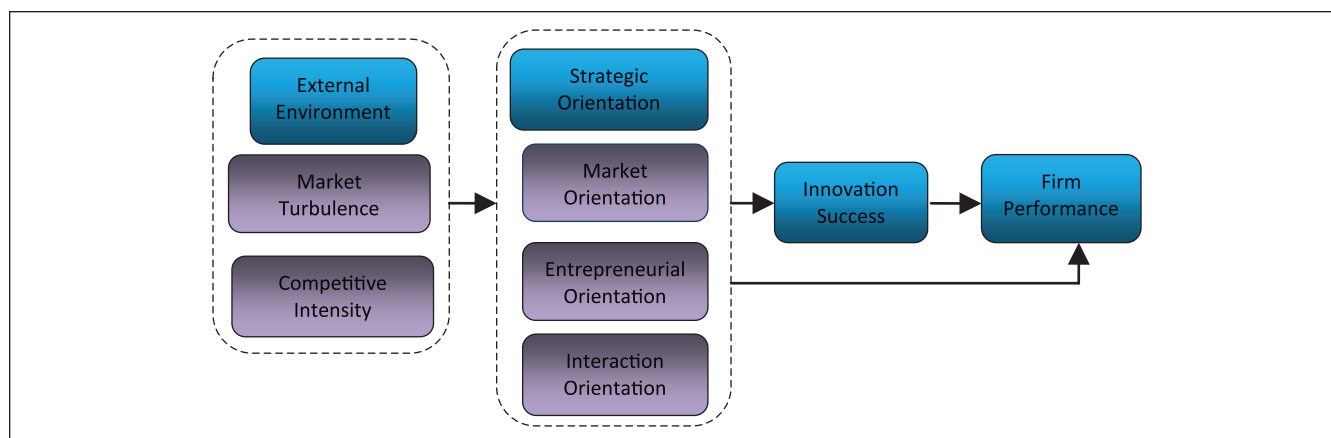 External
Environment
Market
Turbulence
Competitive
Intensity
Strategic
Orientation
Market
Orientation
Entrepreneurial
Orientation
Interaction
Orientation
Innovation
Success
Firm
Performance